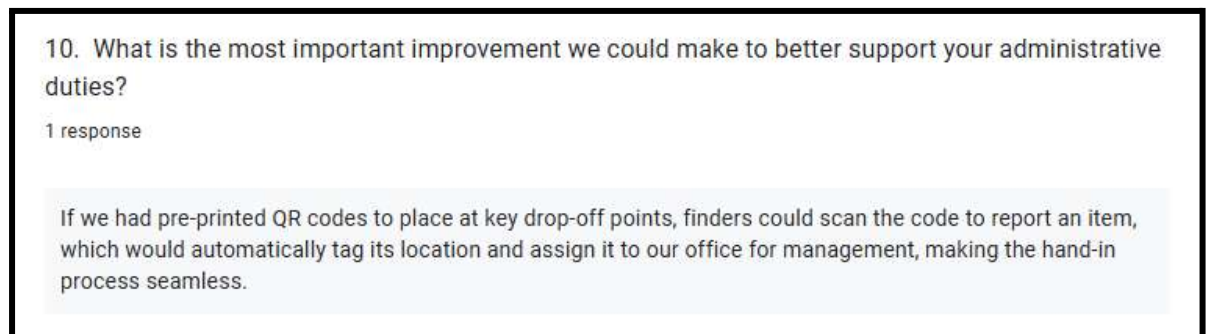 10. What is the most important improvement we could make to better support your administrative
duties?
1 response
If we had pre-printed QR codes to place at key drop-off points, finders could scan the code to report an item,
which would automatically tag its location and assign it to our office for management, making the hand-in
process seamless.